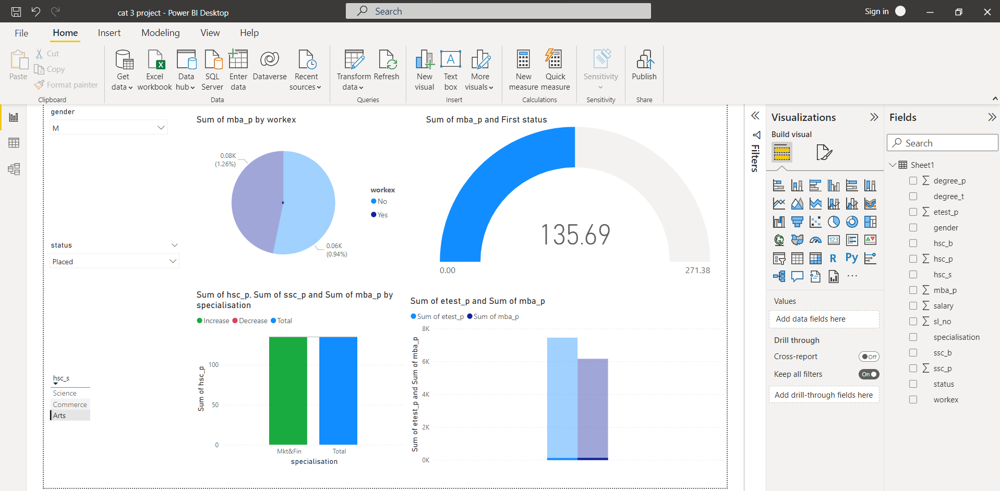 cat 3 project - Power BI Desktop
Search
Sign in
File
Home
Insert
Modeling
View
Help
Paste
Cut
Copy
Format painter
Clipboard
Get data
Excel workbook
Data hub
SQL Server
Enter data
Dataverse
Recent sources
Data
Transform data
Refresh
Queries
New visual
A
Text box
More visuals
Insert
New measure
Quick measure
Calculations
Sensitivity
Sensitivity
Publish
Share
gender
M
status
Placed
hsc_s
Science
Commerce
Arts
Sum of mba_p by workex
0.08K
(1.26%)
0.06K
(0.94%)
workex
No
Yes
Sum of mba_p and First status
135.69
0.00
271.38
Sum of hsc_p, Sum of ssc_p and Sum of mba_p by
specialisation
Increase
Decrease
Total
Sum of hsc_p
100
50
0
Mkt&Fin
Total
specialisation
Sum of etest_p and Sum of mba_p
Sum of etest_p
Sum of mba_p
Sum of etest_p and Sum of mba_p
8K
6K
4K
2K
0K
Filters
Visualizations
Build visual
123
R
Py
Values
Add data fields here
Drill through
Cross-report
Off
Keep all filters
On
Add drill-through fields here
Fields
Search
Sheet1
degree_p
degree_t
etest_p
gender
hsc_b
hsc_p
hsc_s
mba_p
salary
sl_no
specialisation
ssc_b
ssc_p
status
workex